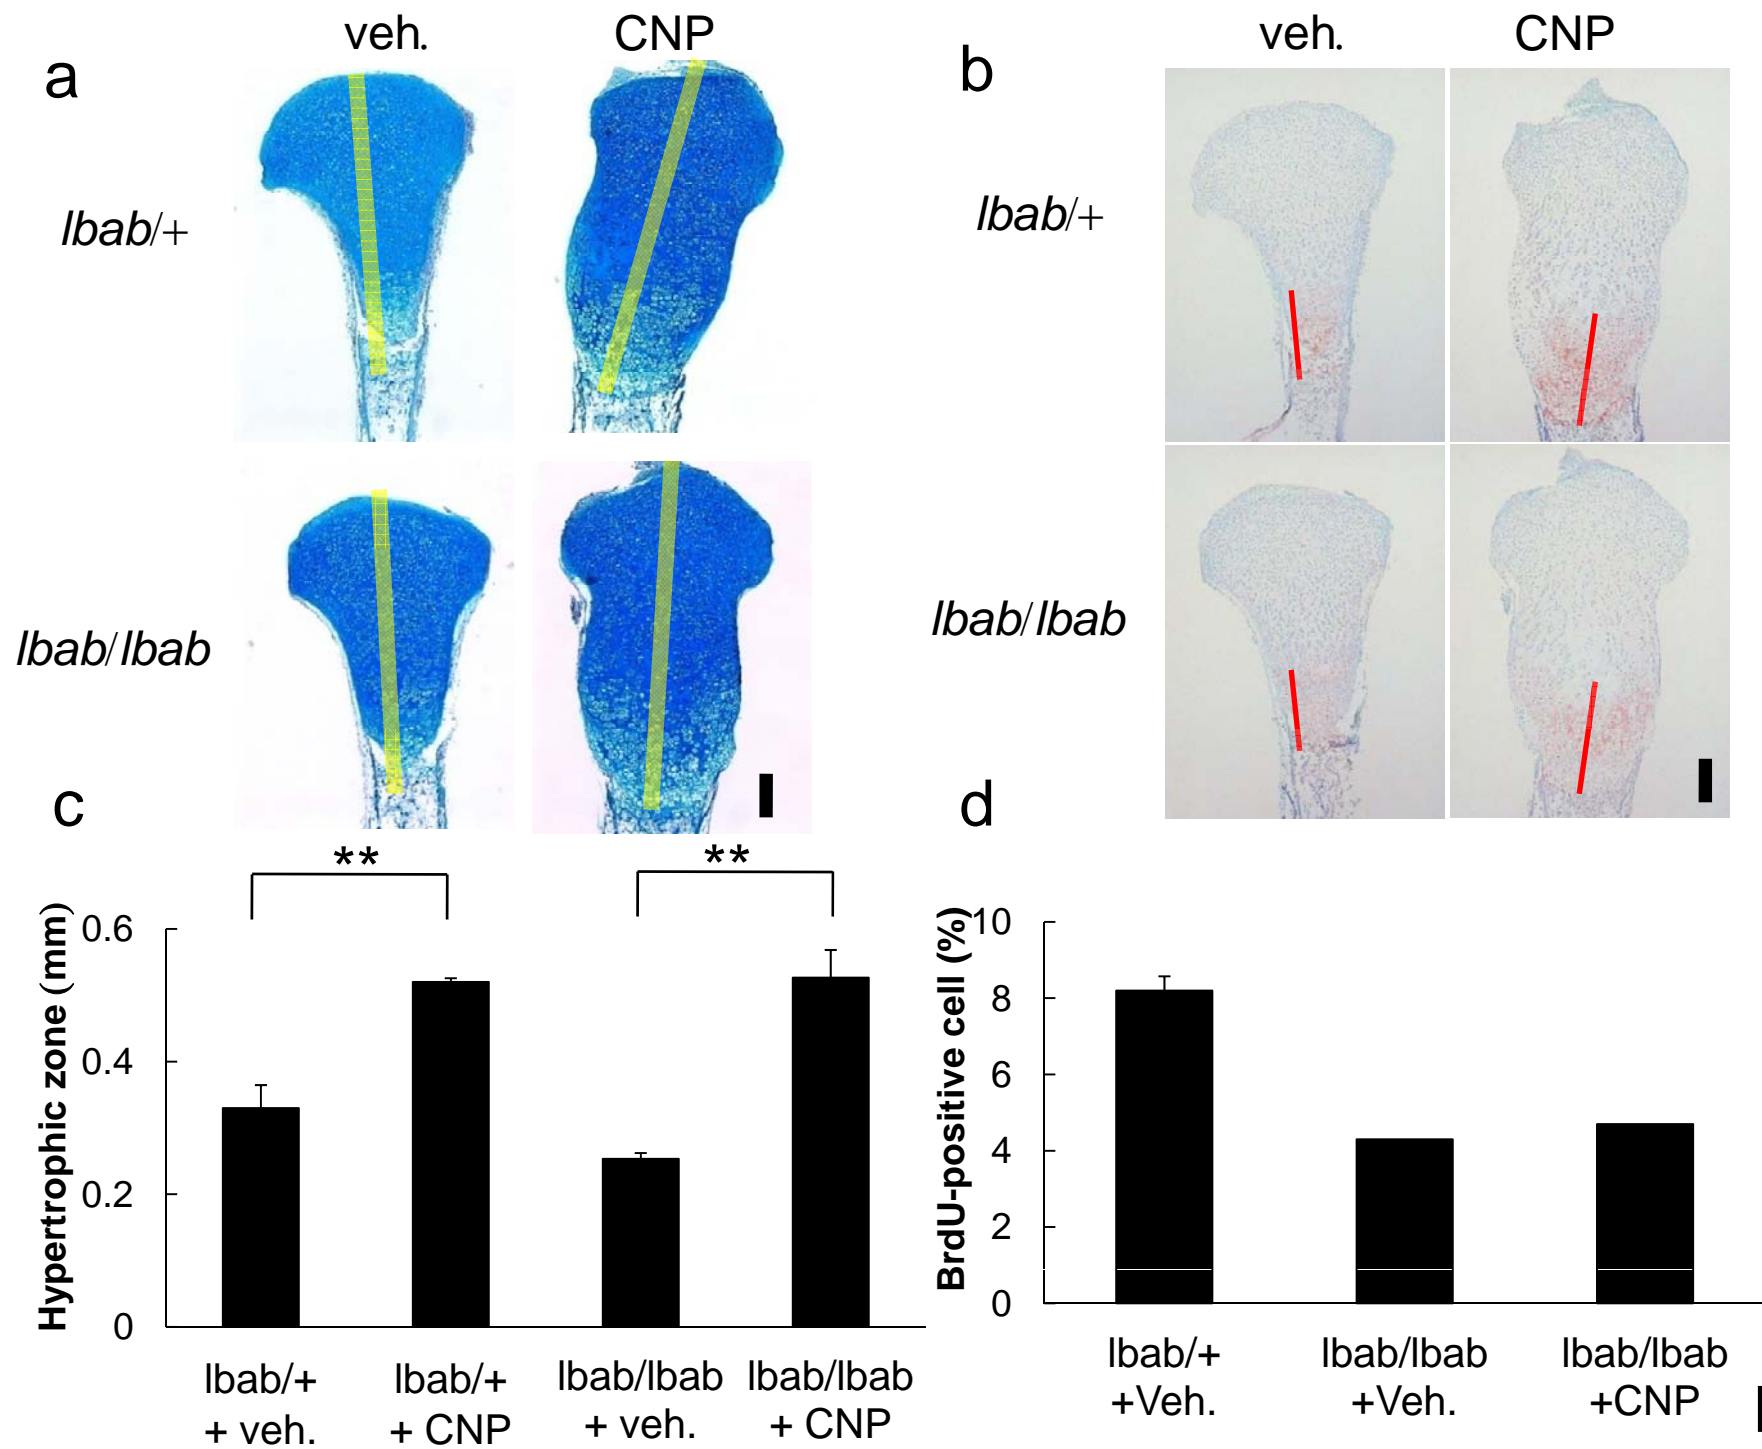 a
veh.
CNP
lbab/+
lbab/lbab
b
veh.
CNP
lbab/+
lbab/lbab
c
**
**
Hypertrophic zone (mm)
0.6
0.4
0.2
0
lbab/+
+ veh.
lbab/+
+ CNP
lbab/lbab
+ veh.
lbab/lbab
+ CNP
d
BrdU-positive cell (%)
10
8
6
4
2
0
lbab/+
+Veh.
lbab/lbab
+Veh.
lbab/lbab
+CNP